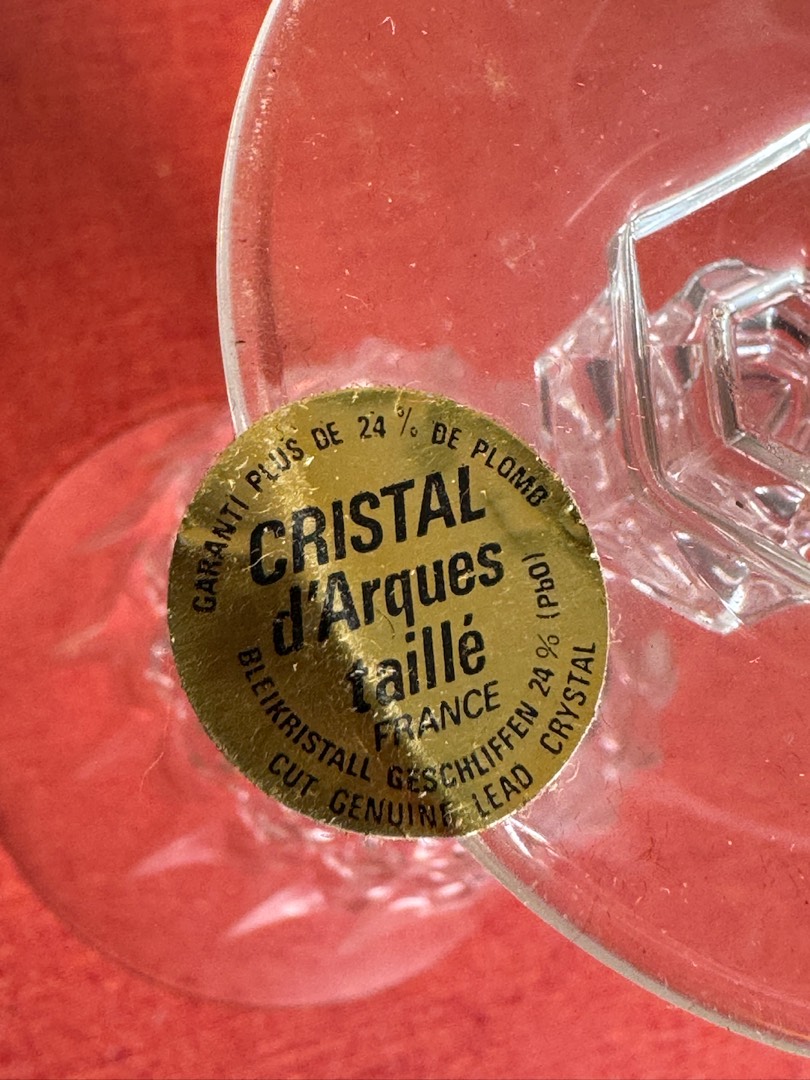 GARANTI PLUS DE 24 % DE PLOMB
CRISTAL
d'Arques
taillé
FRANCE
BLEIKRISTALL GESCHLIFFEN 24 % (PbO)
CUT GENUINE LEAD CRYSTAL